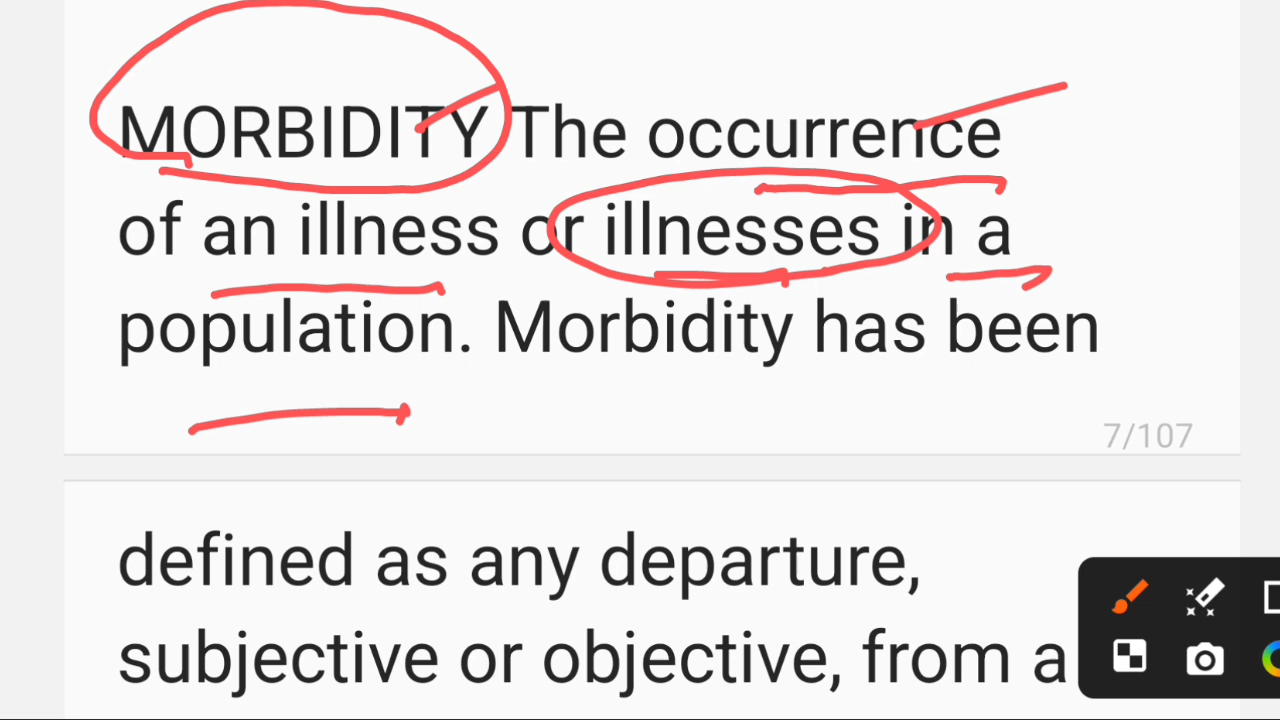 MORBIDITY The occurrence
of an illness or illnesses in a
population. Morbidity has been
7/107
defined as any departure,
subjective or objective, from a